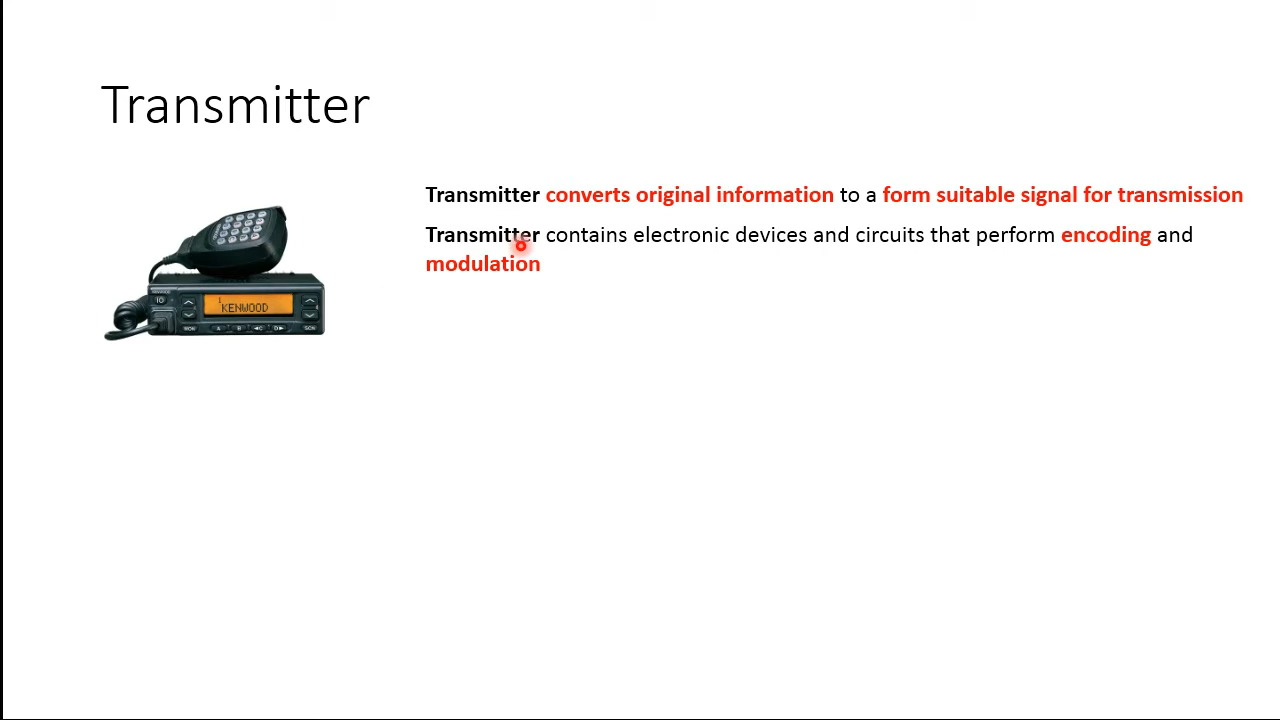 Transmitter
Transmitter converts original information to a form suitable signal for transmission
Transmitter contains electronic devices and circuits that perform encoding and
modulation
KENWOOD
A B ◄C D►